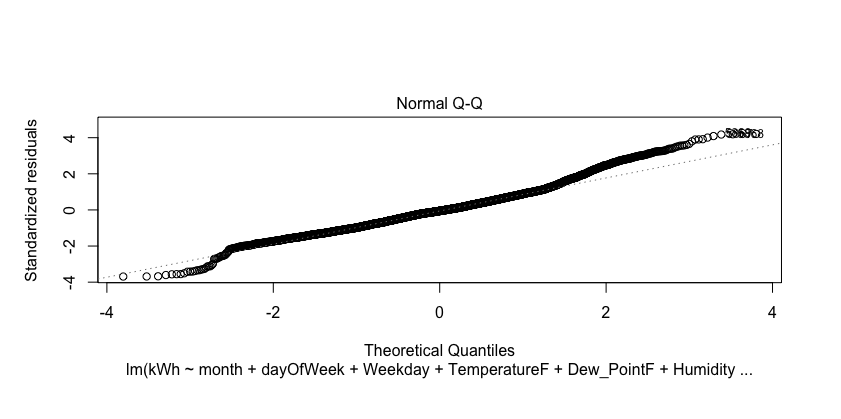 Normal Q-Q
Standardized residuals
4
2
0
-2
-4
-4 -2 0 2 4
Theoretical Quantiles
lm(kWh ~ month + dayOfWeek + Weekday + TemperatureF + Dew_PointF + Humidity ...